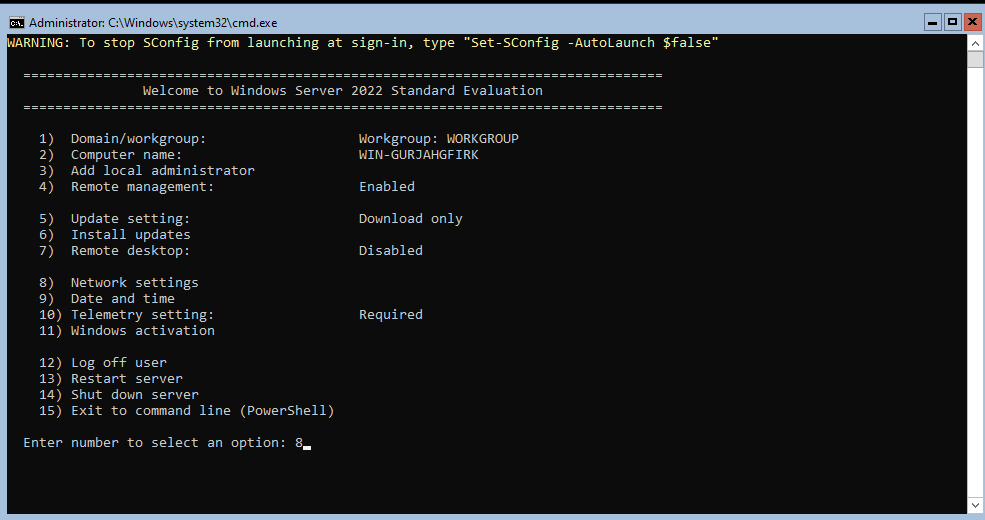 Administrator: C:\Windows\system32\cmd.exe
WARNING: To stop SConfig from launching at sign-in, type "Set-SConfig -AutoLaunch $false"
================================================================================
Welcome to Windows Server 2022 Standard Evaluation
================================================================================
1) Domain/workgroup: Workgroup: WORKGROUP
2) Computer name: WIN-GURJAHGFIRK
3) Add local administrator
4) Remote management: Enabled
5) Update setting: Download only
6) Install updates
7) Remote desktop: Disabled
8) Network settings
9) Date and time
10) Telemetry setting: Required
11) Windows activation
12) Log off user
13) Restart server
14) Shut down server
15) Exit to command line (PowerShell)
Enter number to select an option: 8